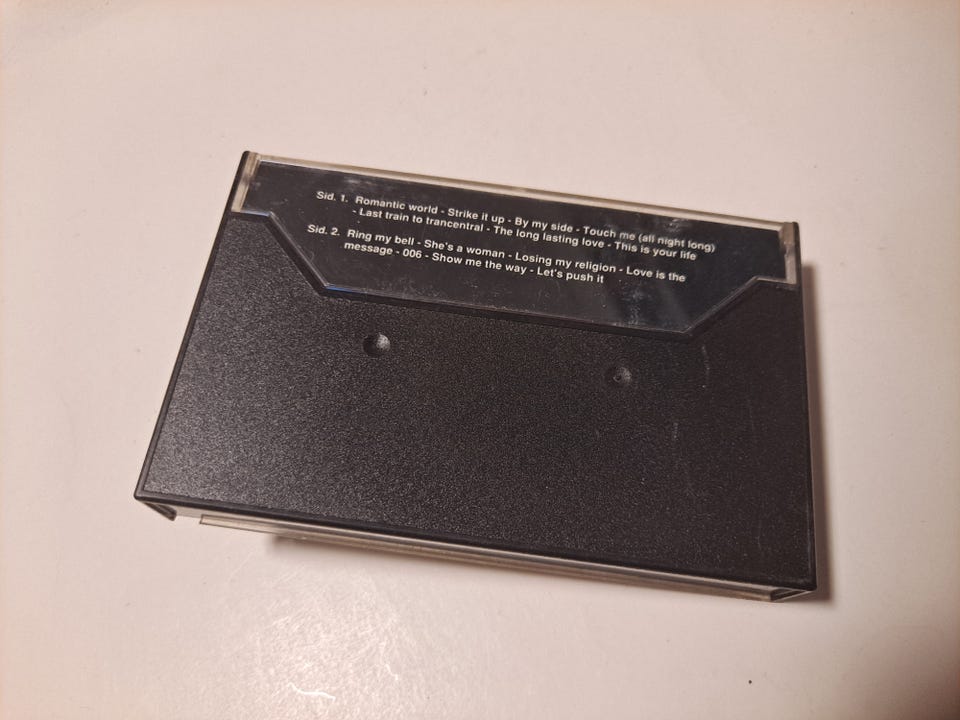 Sid. 1. Romantic world - Strike it up - By my side - Touch me (all night long)
- Last train to trancentral - The long lasting love - This is your life
Sid. 2. Ring my bell - She's a woman - Losing my religion - Love is the
message - 006 - Show me the way - Let's push it